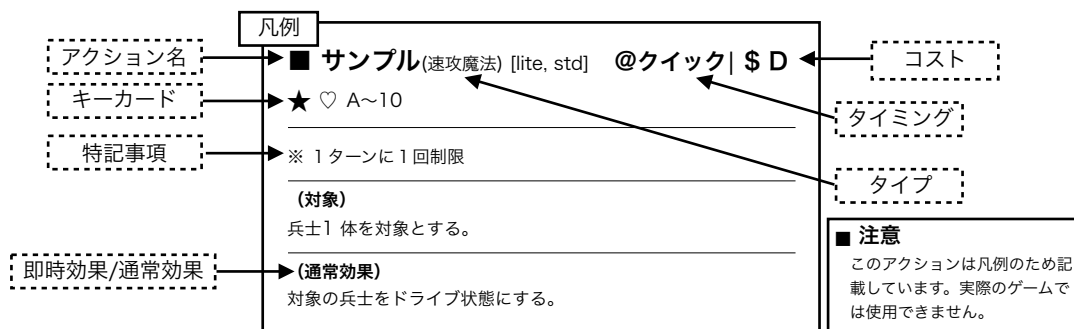 凡例
アクション名
■ サンプル(速攻魔法) [lite, std] @クイック| $ D
コスト
キーカード
★ ♡ A~10
タイミング
特記事項
※ 1ターンに1回制限
タイプ
(対象)
兵士1 体を対象とする。
即時効果/通常効果
(通常効果)
対象の兵士をドライブ状態にする。
■ 注意
このアクションは凡例のため記
載しています。実際のゲームで
は使用できません。